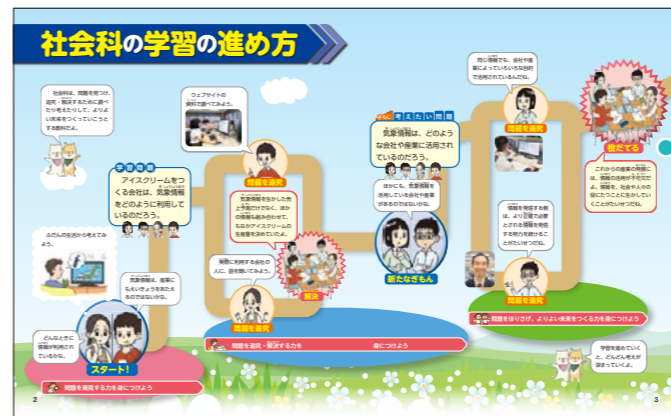 社会科の学習の進め方
社会科は、問題を見つけ、
追究・解決するために調べ
たり考えたりして、よりよ
い未来をつくっていこうと
する教科だよ。
学習問題
アイスクリームをつ
くる会社は、気象情報
をどのように利用して
いるのだろう。
ふだんの生活から考えてみ
よう。
気象情報は、産業に
もえいきょうをあたえ
るのではないかな。
どんなときに
情報が利用され
ているかな。
スタート!
問題を発見する力を身につけよう
2
ウェブサイトの
資料で調べてみよう。
問題を追究
気象情報を生かした売
上予測だけでなく、ほか
の情報も組み合わせて、
もなかアイスクリームの
生産量を決めていたよ。
実際に利用する会社の
人に、話を聞いてみよう。
解決
問題を追究
問題を追究・解決する力を
身につけよう
さらに考えたい問題
気象情報は、どのよう
な会社や産業に活用され
ているのだろう。
ほかにも、気象情報を
活用している会社や産業
があるのではないかな。
新たなぎもん
同じ情報でも、会社や産
業によっていろいろな目的
で活用されているんだね。
問題を追究
役だてる
これからの産業の発展に
は、情報の活用が不可欠だ
よ。情報を、社会や人々の
役にたつことに生かしてい
くことがたいせつだね。
情報を発信する側
は、より正確で必要
とされる情報を発信
する努力を続けるこ
とがたいせつだね。
問題を追究
問題をほりさげ、よりよい未来をつくる力を身につけよう
学習を進めていく
と、どんどん考えが
深まっていくよ。
3